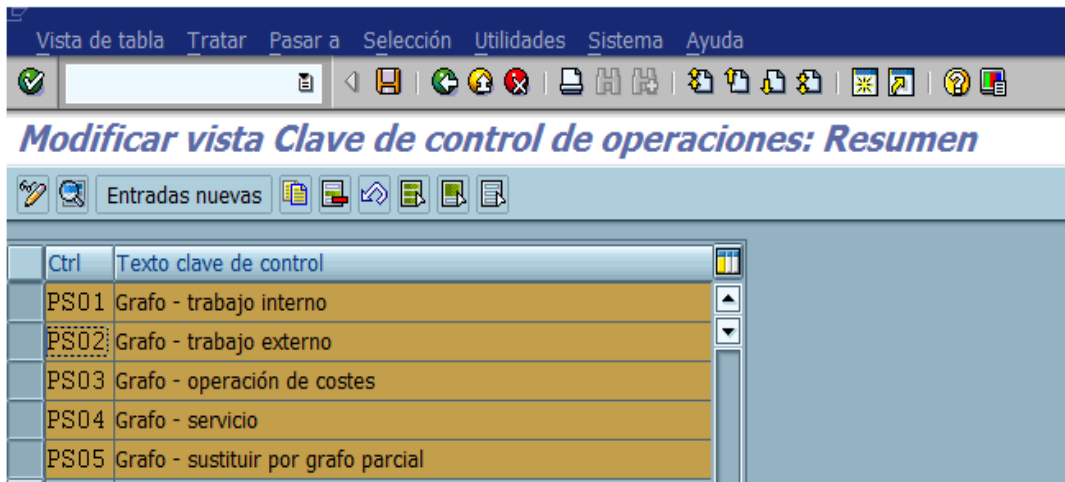 Vista de tabla Tratar Pasar a Selección Utilidades Sistema Ayuda
Modificar vista Clave de control de operaciones: Resumen
Entradas nuevas
Ctrl Texto clave de control
PS01 Grafo - trabajo interno
PS02 Grafo - trabajo externo
PS03 Grafo - operación de costes
PS04 Grafo - servicio
PS05 Grafo - sustituir por grafo parcial